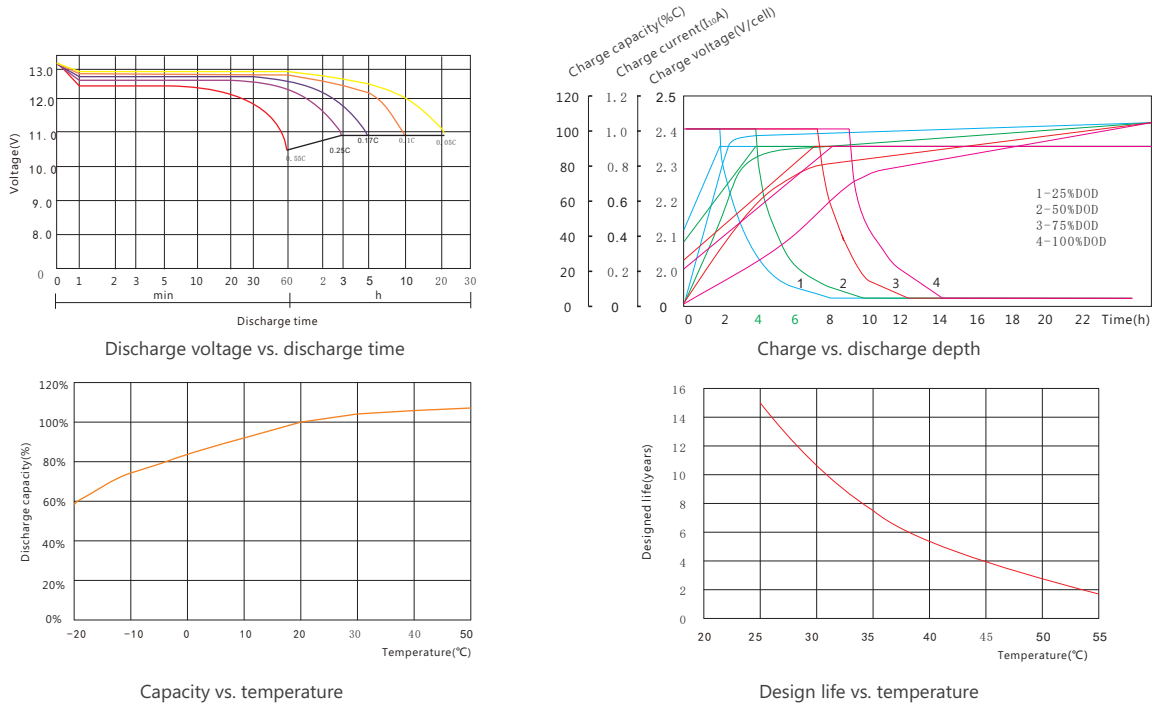 13.0
12.0
11.0
10.0
9.0
8.0
0
Voltage(V)
0.55C
0.25C
0.17C
0.1C
0.05C
0 1 2 3 5 10 20 30 60 2 3 5 10 20 30
min h
Discharge time
Discharge voltage vs. discharge time
Charge capacity(%C)
Charge current(I₁₀A)
Charge voltage(V/cell)
120 1.2 2.5
100 1.0 2.4
80 0.8 2.3
60 0.6 2.2
40 0.4 2.1
20 0.2 2.0
0 0 0
1-25%DOD
2-50%DOD
3-75%DOD
4-100%DOD
1 2 3 4
0 2 4 6 8 10 12 14 16 18 20 22 Time(h)
Charge vs. discharge depth
120%
100%
80%
60%
40%
20%
0%
Discharge capacity(%)
-20 -10 0 10 20 30 40 50
Temperature(℃)
Capacity vs. temperature
16
14
12
10
8
6
4
2
0
Designed life(years)
20 25 30 35 40 45 50 55
Temperature(℃)
Design life vs. temperature